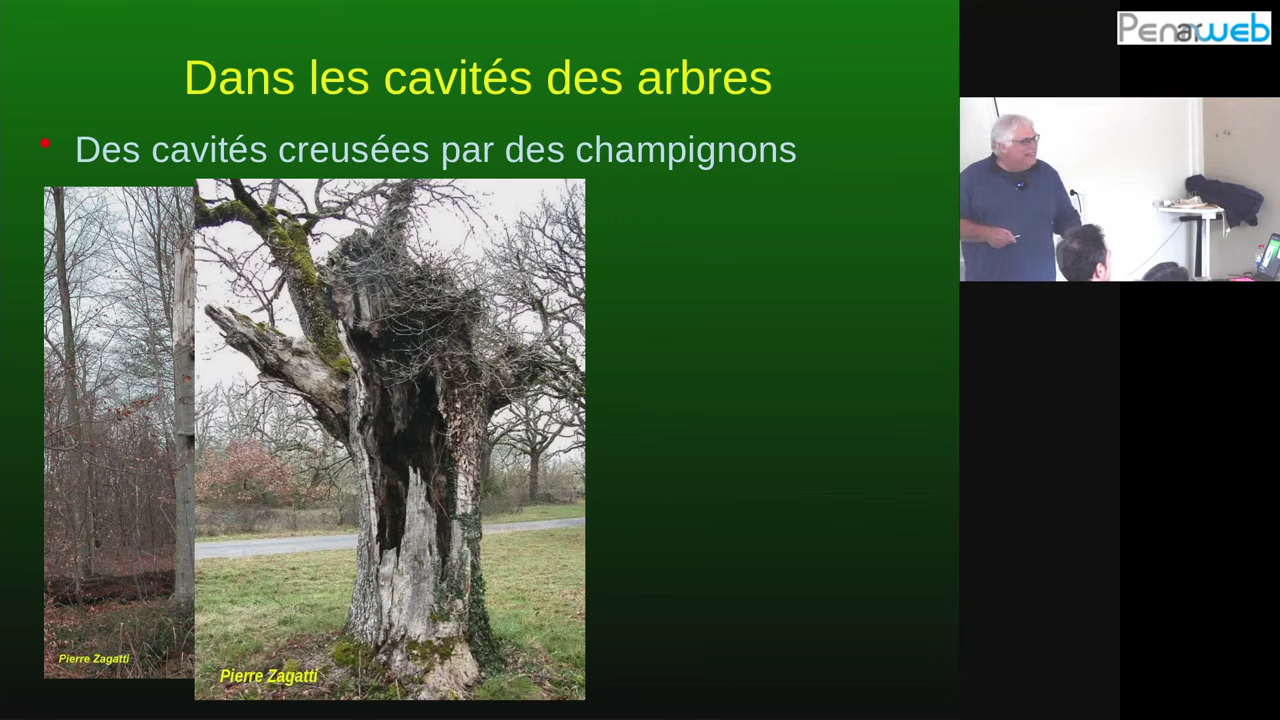 Penarweb
Dans les cavités des arbres
Des cavités creusées par des champignons
Pierre Zagatti
Pierre Zagatti